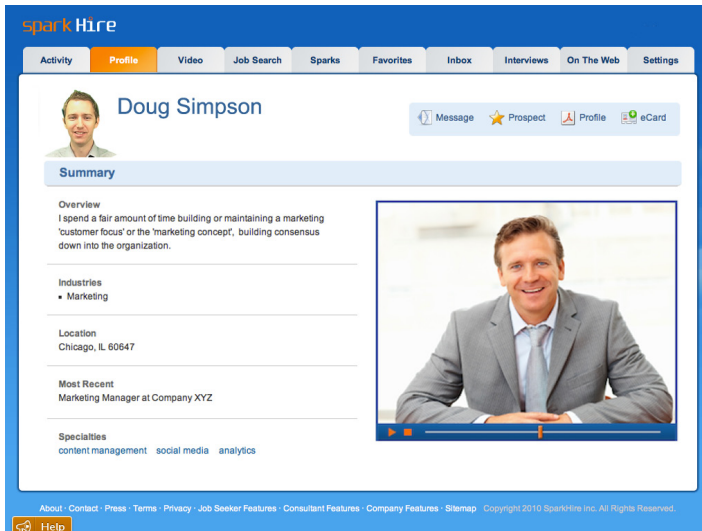 spark Hire
Activity Profile Video Job Search Sparks Favorites Inbox Interviews On The Web Settings
Doug Simpson
Message Prospect Profile eCard
Summary
Overview
I spend a fair amount of time building or maintaining a marketing
'customer focus' or the 'marketing concept', building consensus
down into the organization.
Industries
▪ Marketing
Location
Chicago, IL 60647
Most Recent
Marketing Manager at Company XYZ
Specialties
content management social media analytics
About · Contact · Press · Terms · Privacy · Job Seeker Features · Consultant Features · Company Features · Sitemap Copyright 2010 SparkHire Inc. All Rights Reserved.
Help